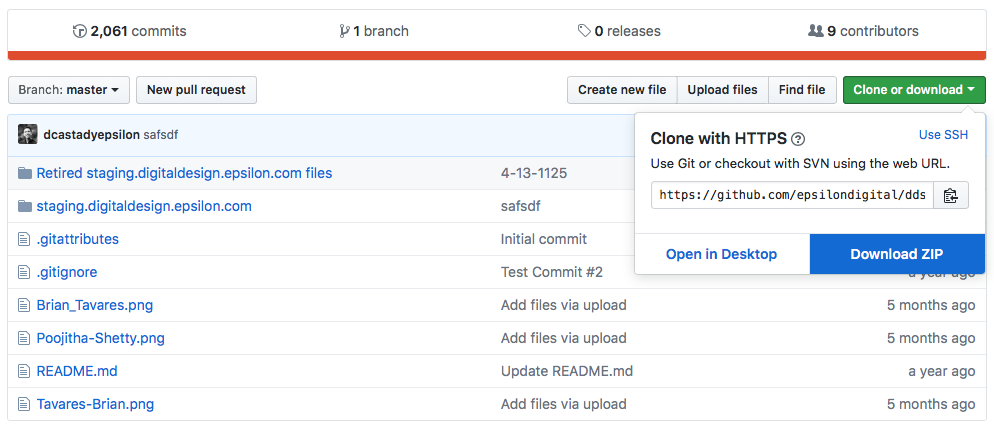 2,061 commits 1 branch 0 releases 9 contributors
Branch: master New pull request Create new file Upload files Find file Clone or download
dcastadyepsilon safsdf
Clone with HTTPS ? Use SSH
Use Git or checkout with SVN using the web URL.
https://github.com/epsilondigital/dds
Open in Desktop Download ZIP
Retired staging.digitaldesign.epsilon.com files 4-13-1125
staging.digitaldesign.epsilon.com safsdf
.gitattributes Initial commit
.gitignore Test Commit #2 a year ago
Brian_Tavares.png Add files via upload 5 months ago
Poojitha-Shetty.png Add files via upload 5 months ago
README.md Update README.md a year ago
Tavares-Brian.png Add files via upload 5 months ago